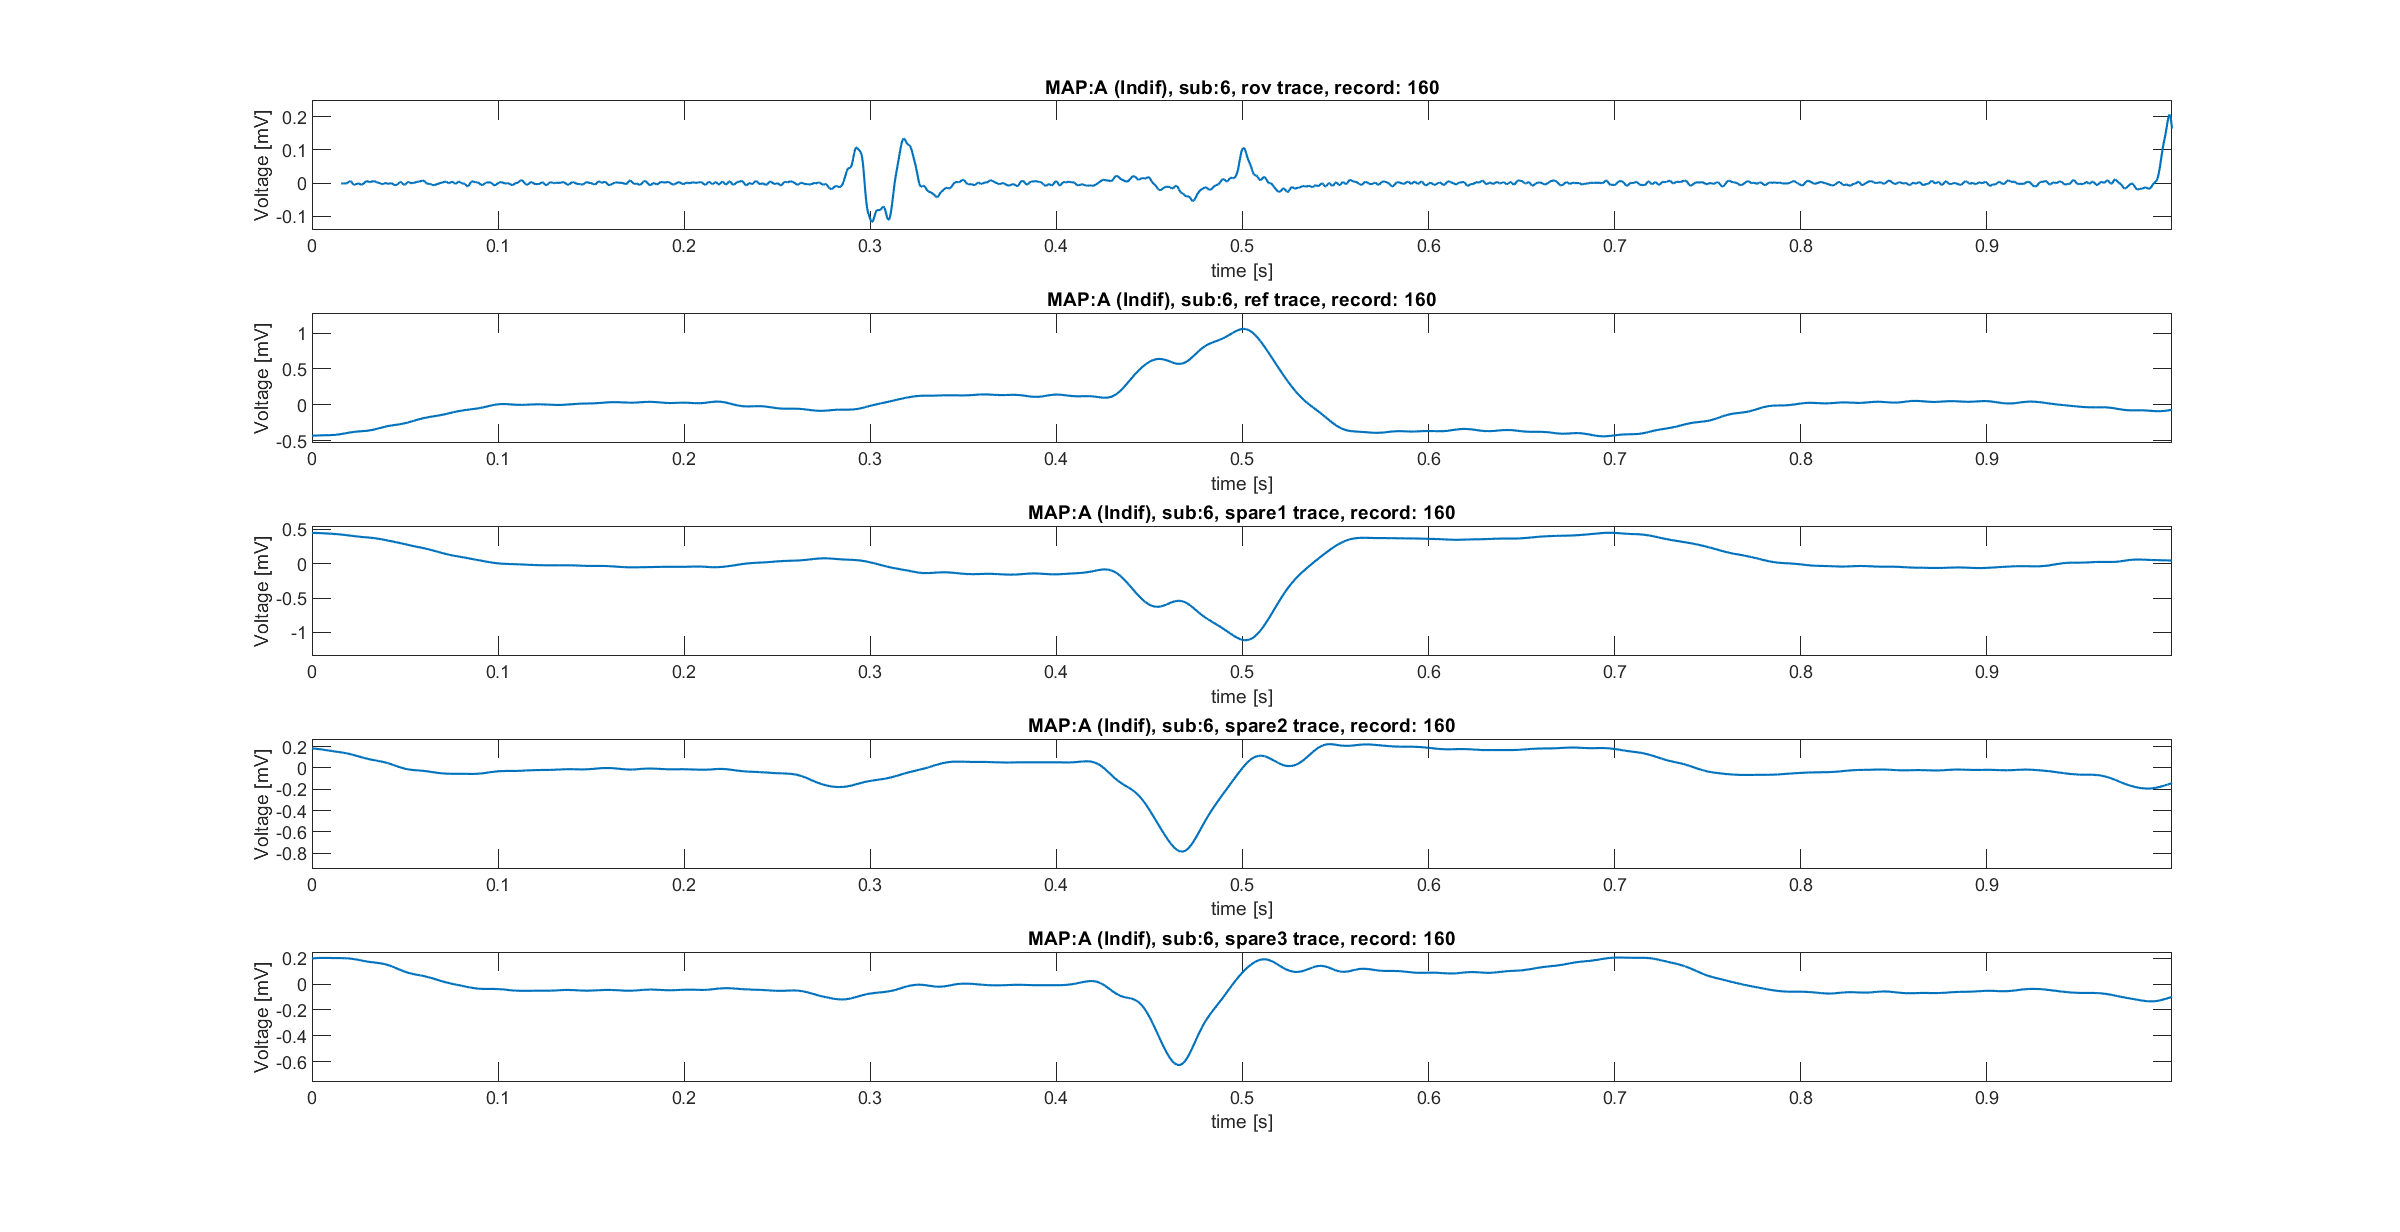 MAP:A (Indif), sub:6, rov trace, record: 160
Voltage [mV]
0.2
0.1
0
-0.1
0 0.1 0.2 0.3 0.4 0.5 0.6 0.7 0.8 0.9
time [s]
MAP:A (Indif), sub:6, ref trace, record: 160
Voltage [mV]
1
0.5
0
-0.5
0 0.1 0.2 0.3 0.4 0.5 0.6 0.7 0.8 0.9
time [s]
MAP:A (Indif), sub:6, spare1 trace, record: 160
Voltage [mV]
0.5
0
-0.5
-1
0 0.1 0.2 0.3 0.4 0.5 0.6 0.7 0.8 0.9
time [s]
MAP:A (Indif), sub:6, spare2 trace, record: 160
Voltage [mV]
0.2
0
-0.2
-0.4
-0.6
-0.8
0 0.1 0.2 0.3 0.4 0.5 0.6 0.7 0.8 0.9
time [s]
MAP:A (Indif), sub:6, spare3 trace, record: 160
Voltage [mV]
0.2
0
-0.2
-0.4
-0.6
0 0.1 0.2 0.3 0.4 0.5 0.6 0.7 0.8 0.9
time [s]